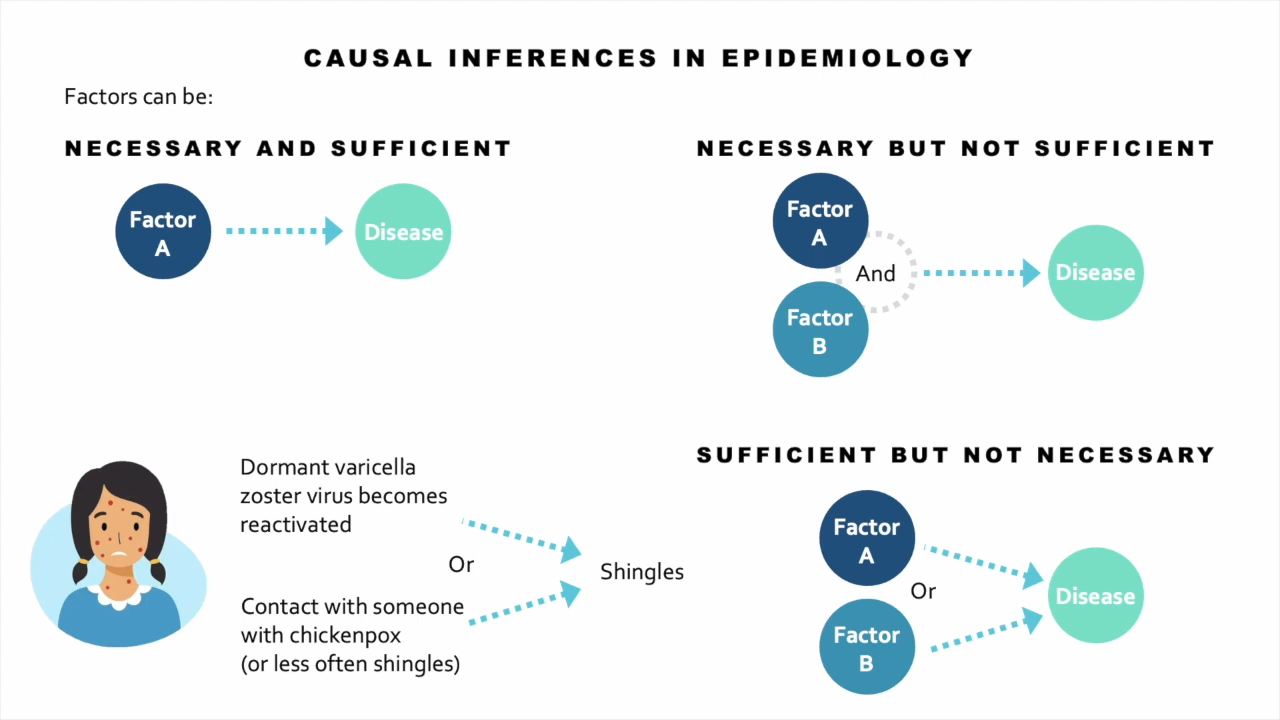 CAUSAL INFERENCES IN EPIDEMIOLOGY
Factors can be:
NECESSARY AND SUFFICIENT
Factor
A
Disease
NECESSARY BUT NOT SUFFICIENT
Factor
A
And
Factor
B
Disease
Dormant varicella
zoster virus becomes
reactivated
Or
Contact with someone
with chickenpox
(or less often shingles)
Shingles
SUFFICIENT BUT NOT NECESSARY
Factor
A
Or
Factor
B
Disease